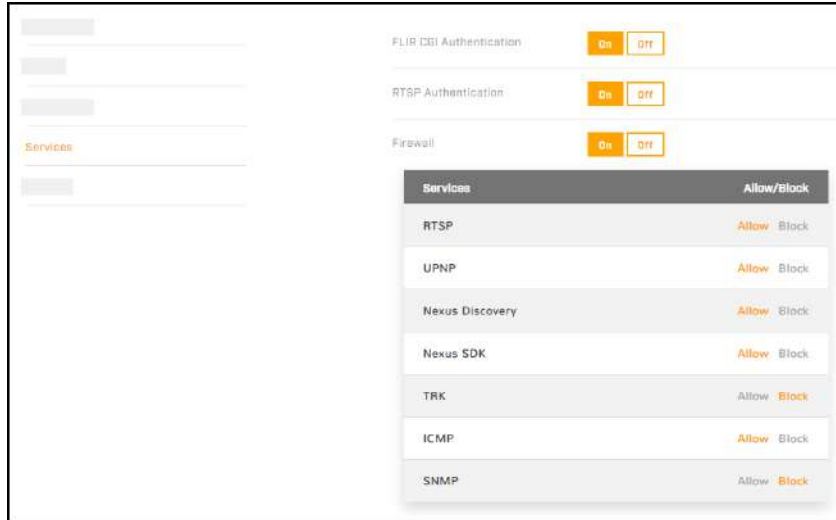 FLIR CGI Authentication On Off
RTSP Authentication On Off
Services
Firewall On Off
Services Allow/Block
RTSP Allow Block
UPNP Allow Block
Nexus Discovery Allow Block
Nexus SDK Allow Block
TRK Allow Block
ICMP Allow Block
SNMP Allow Block